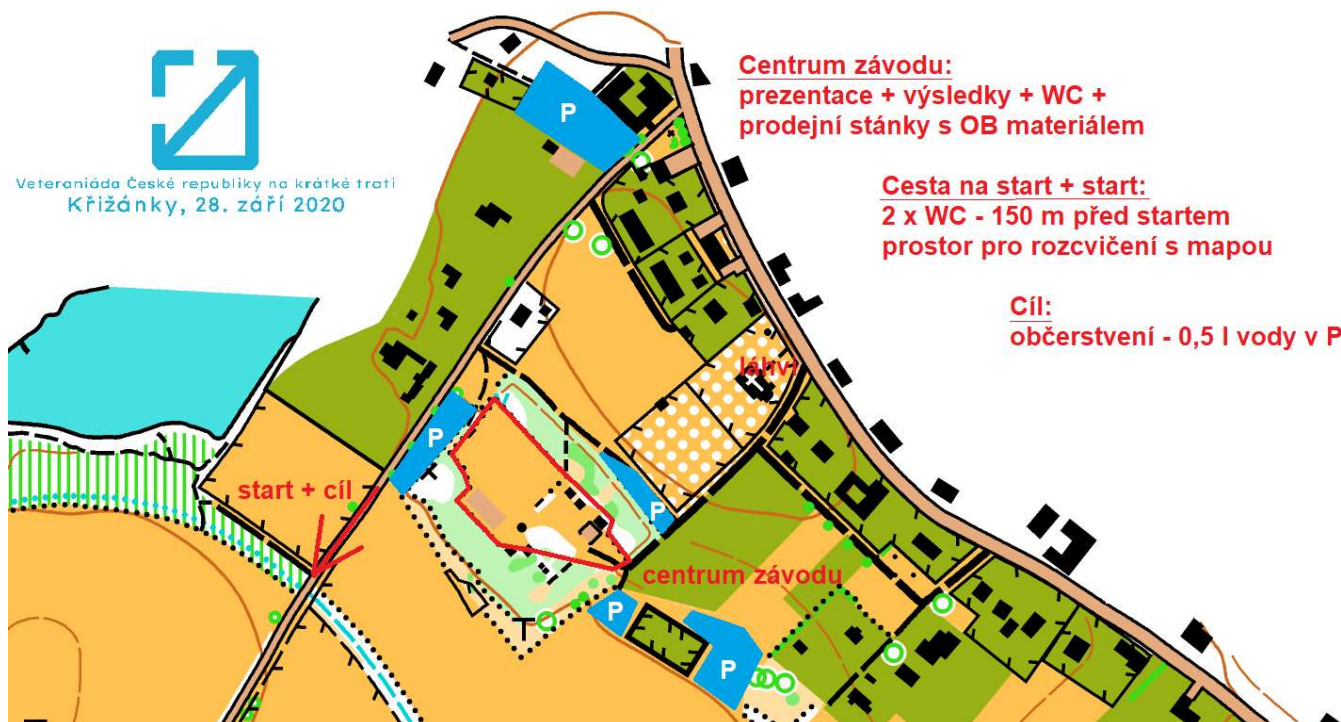 Veteraniáda České republiky na krátké trati
Křižánky, 28. září 2020
Centrum závodu:
prezentace + výsledky + WC +
prodejní stánky s OB materiálem
Cesta na start + start:
2 x WC - 150 m před startem
prostor pro rozcvičení s mapou
Cíl:
občerstvení - 0,5 l vody v P
láhvi
P
P
start + cíl
P
centrum závodu
P
P